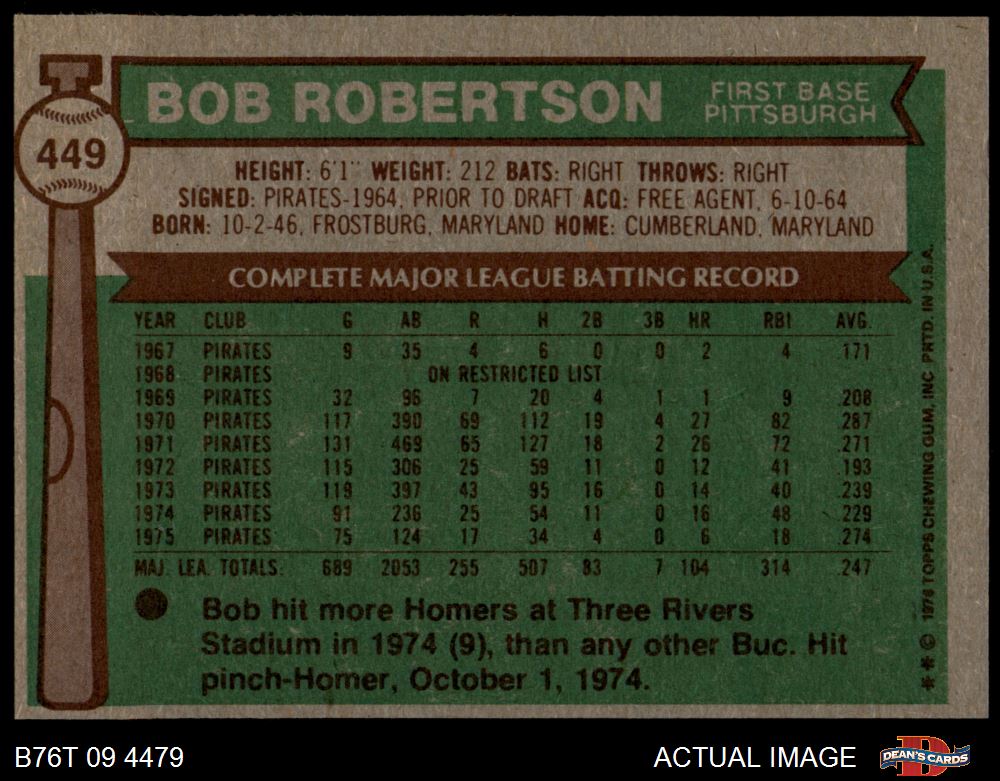 449
BOB ROBERTSON
FIRST BASE
PITTSBURGH
HEIGHT: 6'1" WEIGHT: 212 BATS: RIGHT THROWS: RIGHT
SIGNED: PIRATES-1964, PRIOR TO DRAFT ACQ: FREE AGENT, 6-10-64
BORN: 10-2-46, FROSTBURG, MARYLAND HOME: CUMBERLAND, MARYLAND
COMPLETE MAJOR LEAGUE BATTING RECORD
YEAR CLUB G AB R H 2B 3B HR RBI AVG.
1967 PIRATES 9 35 4 6 0 0 2 4 .171
1968 PIRATES ON RESTRICTED LIST
1969 PIRATES 32 96 7 20 4 1 1 9 .208
1970 PIRATES 117 390 69 112 19 4 27 82 .287
1971 PIRATES 131 469 65 127 18 2 26 72 .271
1972 PIRATES 115 306 25 59 11 0 12 41 .193
1973 PIRATES 119 397 43 95 16 0 14 40 .239
1974 PIRATES 91 236 25 54 11 0 16 48 .229
1975 PIRATES 75 124 17 34 4 0 6 18 .274
MAJ. LEA. TOTALS: 689 2053 255 507 83 7 104 314 .247
Bob hit more Homers at Three Rivers
Stadium in 1974 (9), than any other Buc. Hit
pinch-Homer, October 1, 1974.
** © 1976 TOPPS CHEWING GUM, INC. PRTD. IN U.S.A.
B76T 09 4479
ACTUAL IMAGE
DEAN'S CARDS